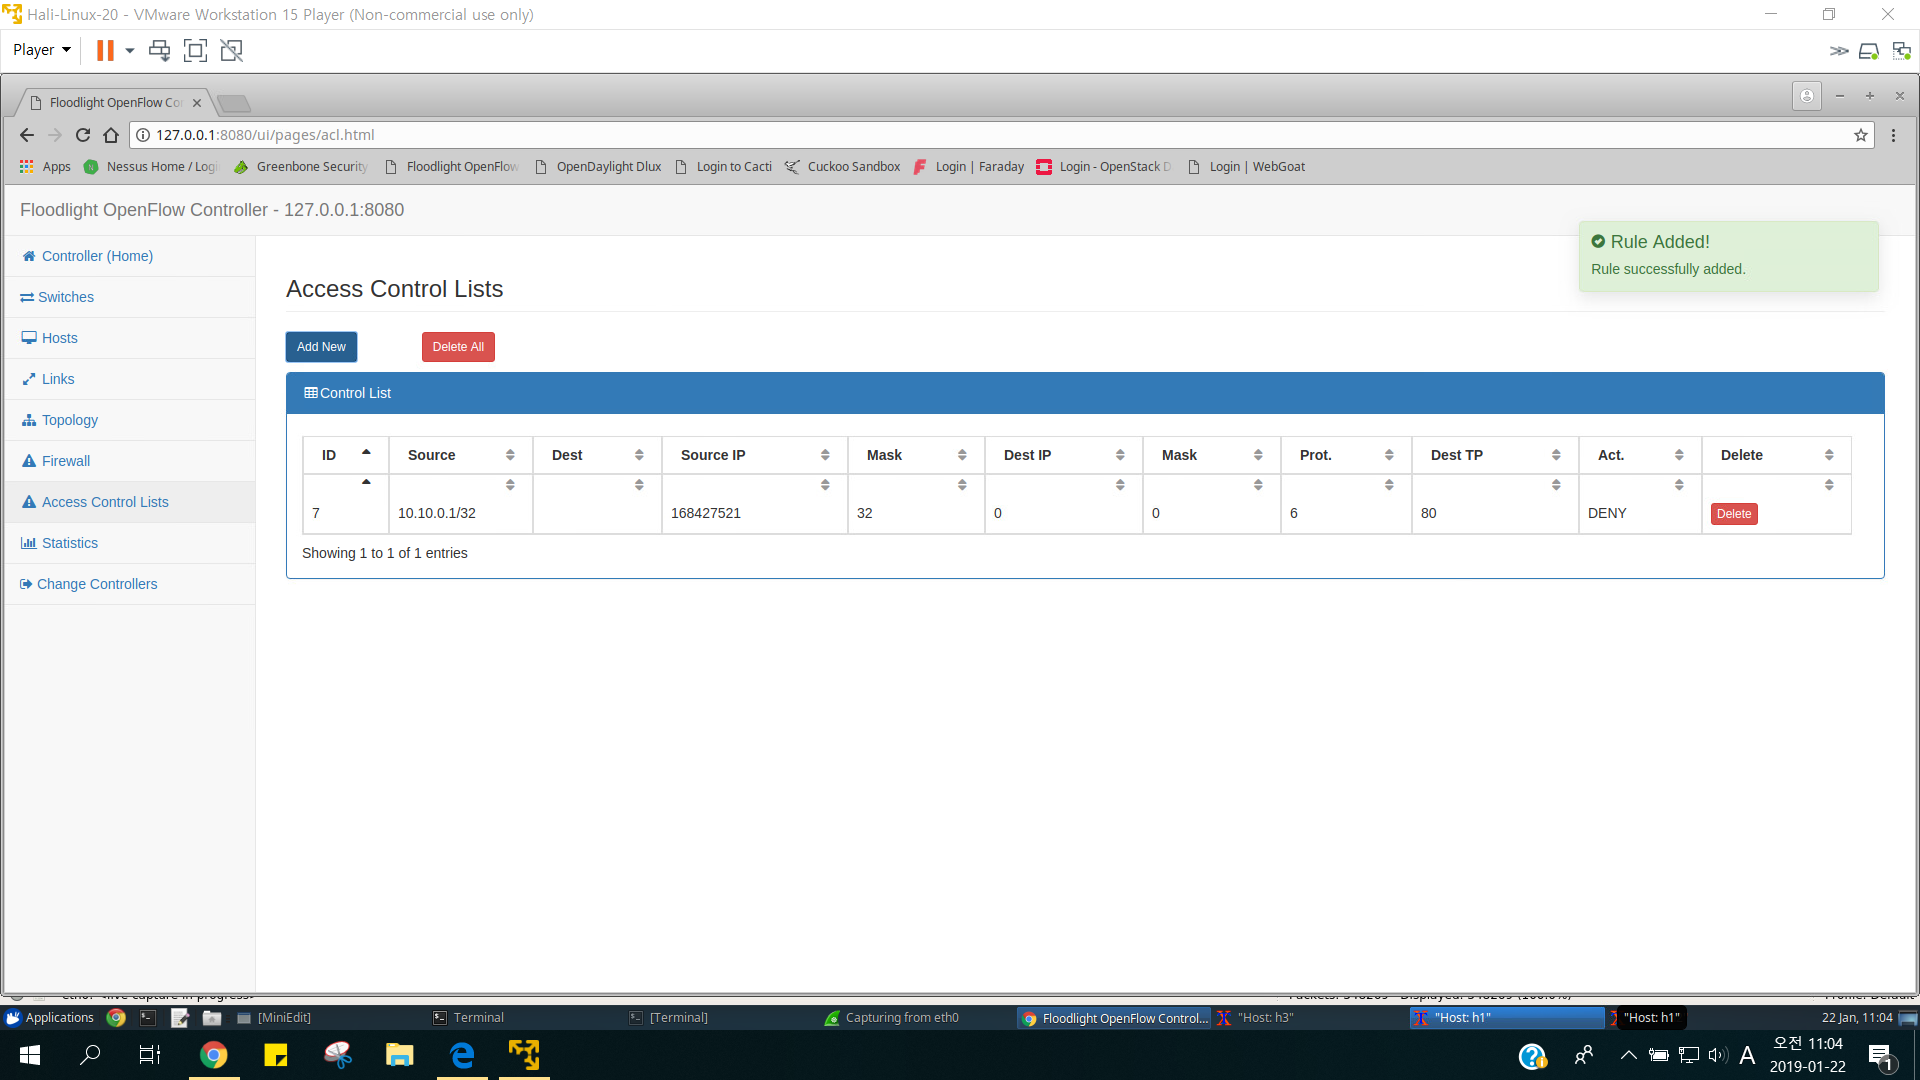 Hali-Linux-20 - VMware Workstation 15 Player (Non-commercial use only)
Player
Floodlight OpenFlow Co
127.0.0.1:8080/ui/pages/acl.html
Apps Nessus Home / Logi Greenbone Security Floodlight OpenFlow OpenDaylight Dlux Login to Cacti Cuckoo Sandbox Login | Faraday Login - OpenStack D Login | WebGoat
Floodlight OpenFlow Controller - 127.0.0.1:8080
Rule Added!
Rule successfully added.
Controller (Home)
Switches
Hosts
Links
Topology
Firewall
Access Control Lists
Statistics
Change Controllers
Access Control Lists
Add New Delete All
Control List
ID Source Dest Source IP Mask Dest IP Mask Prot. Dest TP Act. Delete
7 10.10.0.1/32 168427521 32 0 0 6 80 DENY Delete
Showing 1 to 1 of 1 entries
Applications [MiniEdit] Terminal [Terminal] Capturing from eth0 Floodlight OpenFlow Control... "Host: h3" "Host: h1" "Host: h1" 22 Jan, 11:04
A 오전 11:04
2019-01-22
1